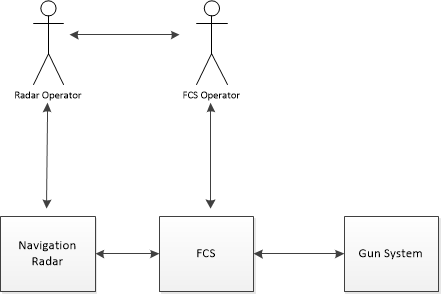 Radar Operator
FCS Operator
Navigation
Radar
FCS
Gun System